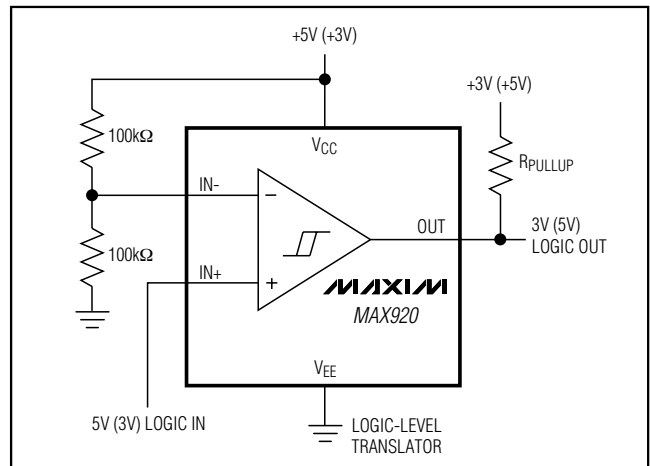 +5V (+3V)
+3V (+5V)
100kΩ
VCC
RPULLUP
IN-
−
OUT
3V (5V)
LOGIC OUT
100kΩ
IN+
+
MAXIM
MAX920
VEE
5V (3V) LOGIC IN
LOGIC-LEVEL
TRANSLATOR